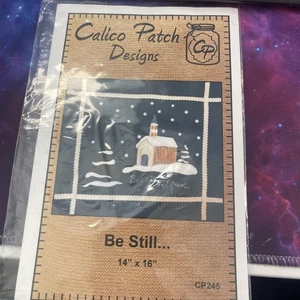 Calico Patch
Designs
CP
Be Still...
14" x 16"
CP245